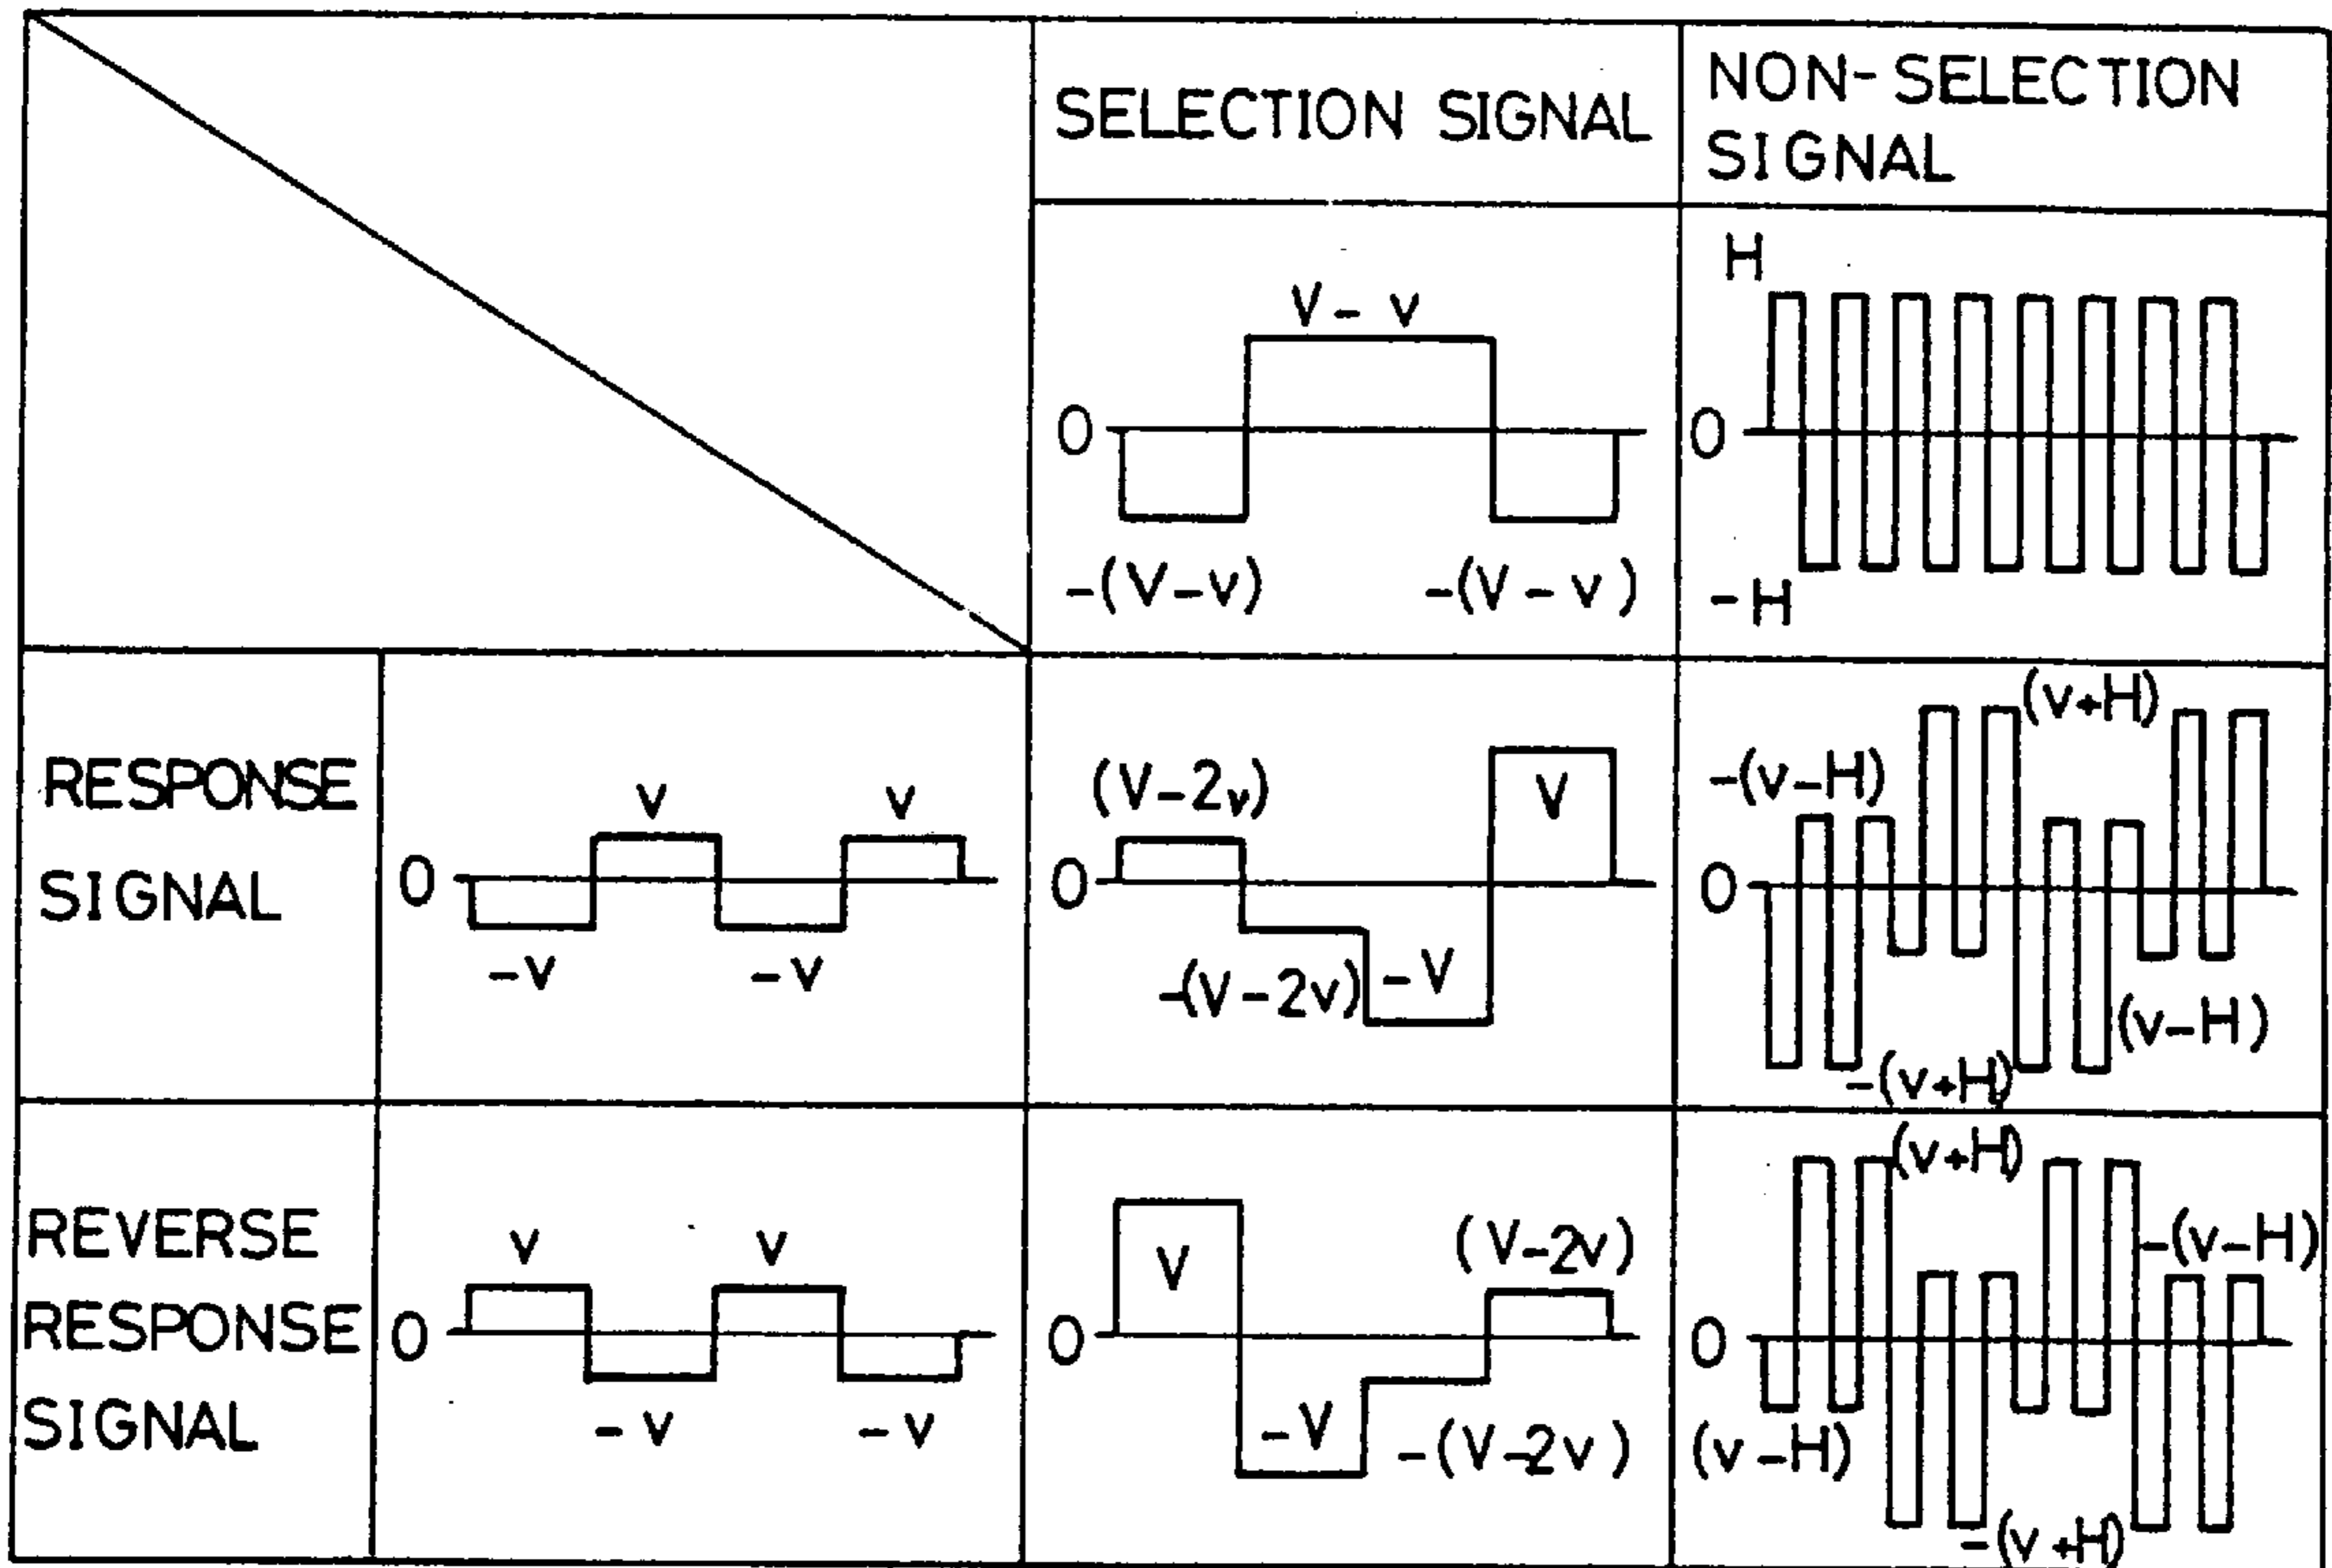 SELECTION SIGNAL
NON-SELECTION
SIGNAL
V-v
0
-(V-v)
-(V-v)
H
0
-H
RESPONSE
SIGNAL
v
v
0
-v
-v
(V-2v)
V
0
-(V-2v)
-V
(v+H)
-(v-H)
0
(v-H)
-(v+H)
REVERSE
RESPONSE
SIGNAL
v
v
0
-v
-v
V
(V-2v)
0
-V
-(V-2v)
(v+H)
-(v-H)
0
(v-H)
-(v+H)